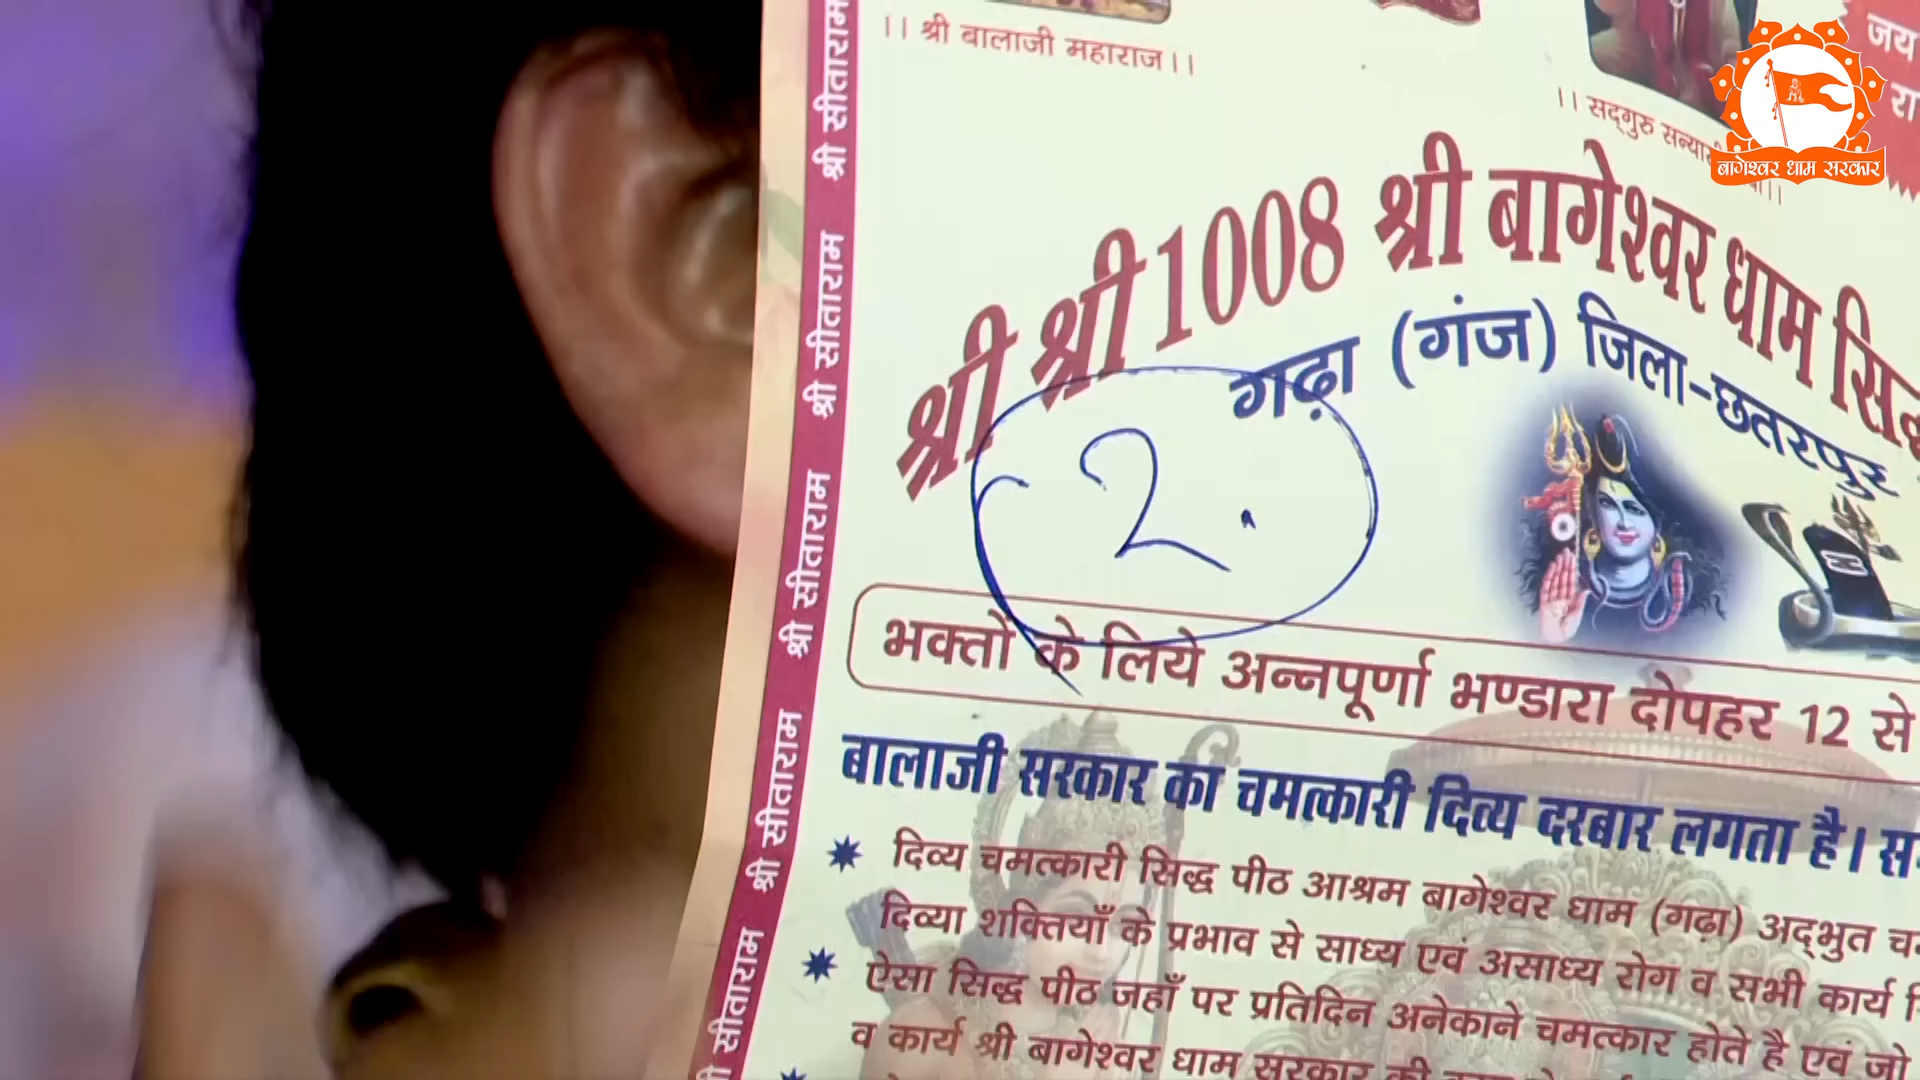 ।। श्री बालाजी महाराज ।।
।। सद्‌गुरु
जय
बागेश्वर धाम सरकार
श्री श्री 1008 श्री बागेश्वर धाम
गढ़ा (गंज) जिला-छतरपुर
2.
भक्तों के लिये अन्नपूर्णा भण्डारा दोपहर 12 से
बालाजी सरकार का चमत्कारी दिव्य दरबार लगता है।
दिव्य चमत्कारी सिद्ध पीठ आश्रम बागेश्वर धाम (गढ़ा) अद्‌भुत
दिव्या शक्तियाँ के प्रभाव से साध्य एवं असाध्य रोग व सभी कार्य
ऐसा सिद्ध पीठ जहाँ पर प्रतिदिन अनेकाने चमत्कार होते है एवं जो
व कार्य श्री बागेश्वर धाम सरकार की
श्री सीताराम श्री सीताराम श्री सीताराम श्री सीताराम सीताराम